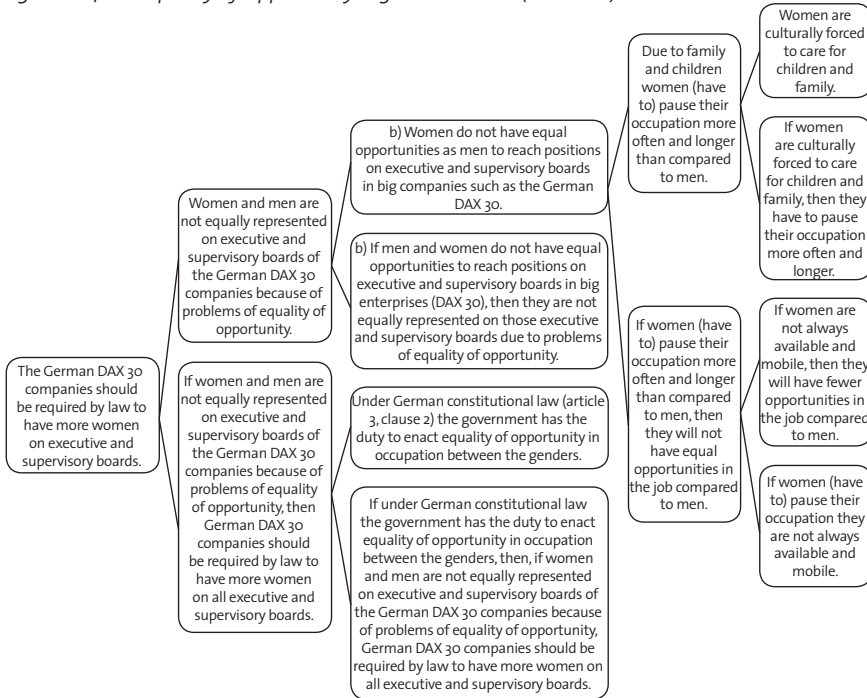 The German DAX 30
companies should
be required by law to
have more women
on executive and
supervisory boards.
Women and men are
not equally represented
on executive and
supervisory boards of
the German DAX 30
companies because of
problems of equality of
opportunity.
If women and men are
not equally represented
on executive and
supervisory boards of
the German DAX 30
companies because of
problems of equality
of opportunity, then
German DAX 30
companies should
be required by law to
have more women
on all executive and
supervisory boards.
b) Women do not have equal
opportunities as men to reach positions
on executive and supervisory boards
in big companies such as the German
DAX 30.
b) If men and women do not have equal
opportunities to reach positions on
executive and supervisory boards in big
enterprises (DAX 30), then they are not
equally represented on those executive
and supervisory boards due to problems
of equality of opportunity.
Under German constitutional law (article
3, clause 2) the government has the
duty to enact equality of opportunity in
occupation between the genders.
If under German constitutional law
the government has the duty to enact
equality of opportunity in occupation
between the genders, then, if women
and men are not equally represented
on executive and supervisory boards of
the German DAX 30 companies because
of problems of equality of opportunity,
German DAX 30 companies should be
required by law to have more women on
all executive and supervisory boards.
Due to family
and children
women (have
to) pause their
occupation more
often and longer
than compared
to men.
If women (have
to) pause their
occupation more
often and longer
than compared
to men, then
they will not
have equal
opportunities in
the job compared
to men.
Women are
culturally forced
to care for
children and
family.
If women
are culturally
forced to care
for children and
family, then they
have to pause
their occupation
more often and
longer.
If women are
not always
available and
mobile, then they
will have fewer
opportunities in
the job compared
to men.
If women (have
to) pause their
occupation they
are not always
available and
mobile.